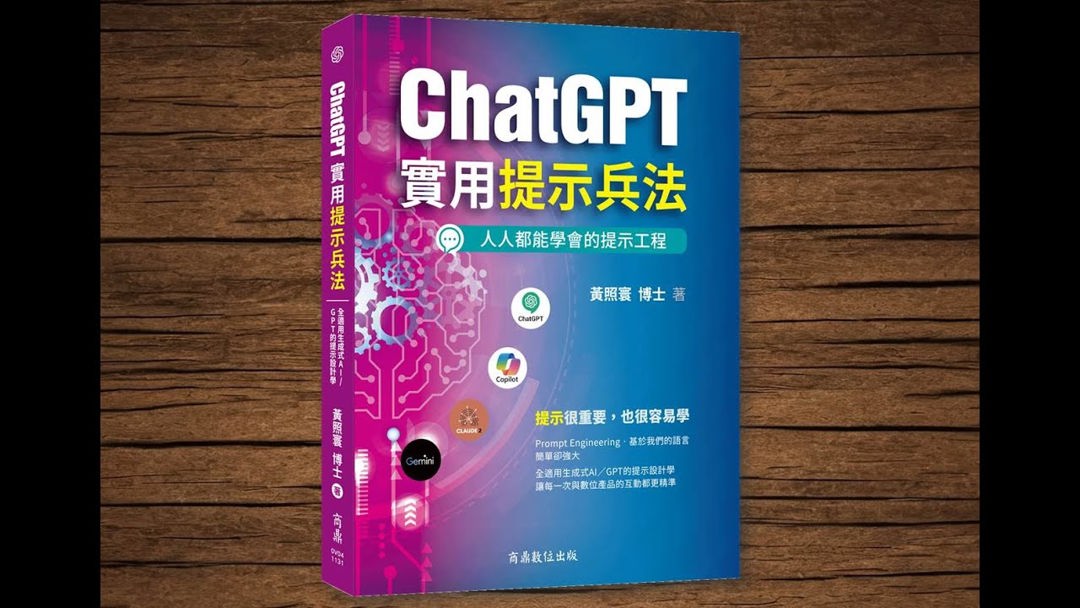 ChatGPT
實用提示兵法
人人都能學會的提示工程
黃照寰 博士 著
ChatGPT
Copilot
CLAUDE 2
Gemini
提示很重要,也很容易學
Prompt Engineering‧基於我們的語言
簡單卻強大
全適用生成式AI/GPT的提示設計學
讓每一次與數位產品的互動都更精準
商鼎數位出版
ChatGPT 實用提示兵法
全適用生成式AI/
GPT的提示設計學
黃照寰 博士 著
商鼎
0V04
1131